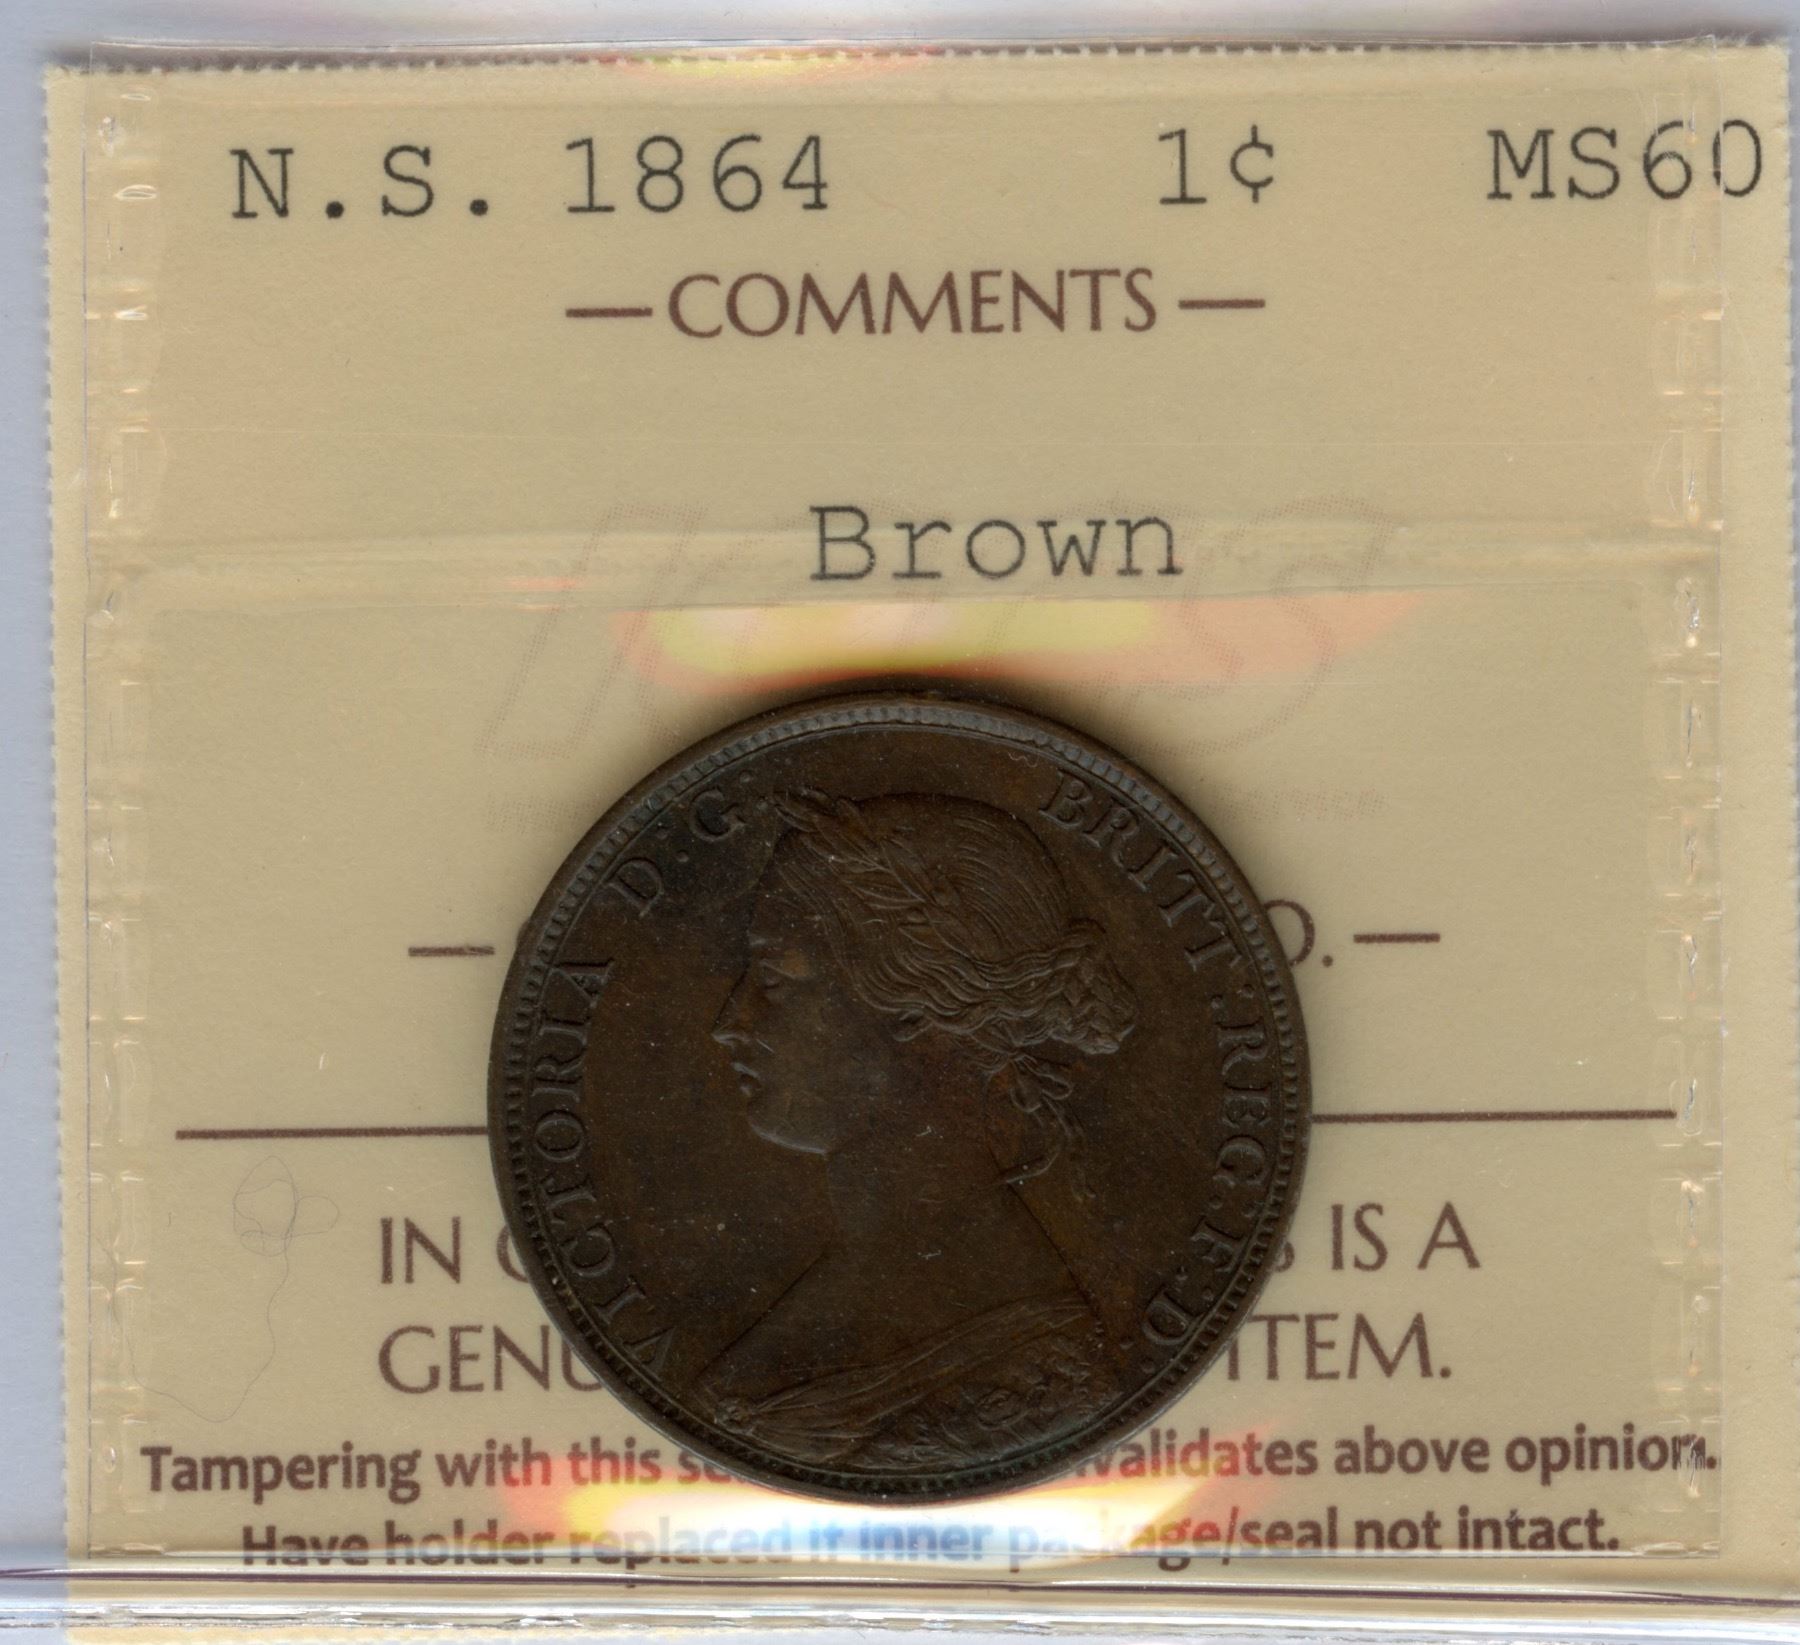 N.S. 1864 1¢ MS60
—COMMENTS—
Brown
VICTORIA D·G· BRITT:REG:F:D:
IN IS A
GENU ITEM.
Tampering with this validates above opinion.
Have holder replaced if inner package/seal not intact.